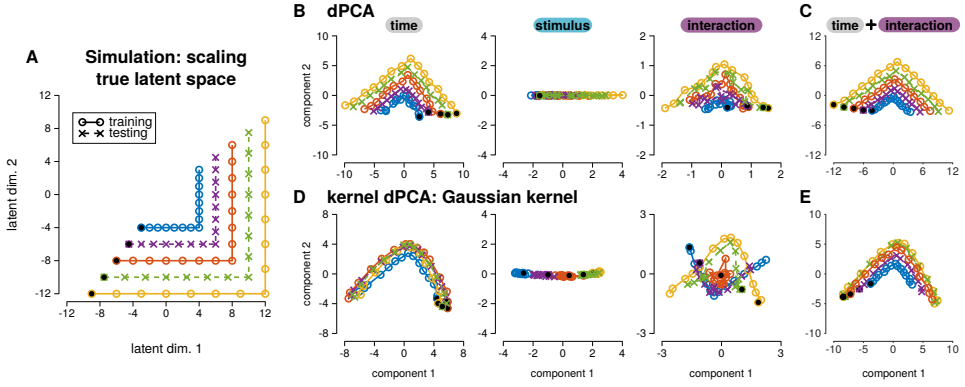 A
Simulation: scaling
true latent space
12
8
4
0
-4
-8
-12
-12 -8 -4 0 4 8 12
latent dim. 2
latent dim. 1
training
testing
B dPCA
time
stimulus
interaction
component 2
10
5
0
-5
-10
-10 -5 0 5 10
4
2
0
-2
-4
-4 -2 0 2 4
2
1
0
-1
-2
-2 -1 0 1 2
C
time + interaction
12
6
0
-6
-12
-12 -6 0 6 12
D kernel dPCA: Gaussian kernel
component 2
8
4
0
-4
-8
-8 -4 0 4 8
component 1
4
2
0
-2
-4
-4 -2 0 2 4
component 1
3
0
-3
-3 0 3
component 1
E
10
5
0
-5
-10
-10 -5 0 5 10
component 1